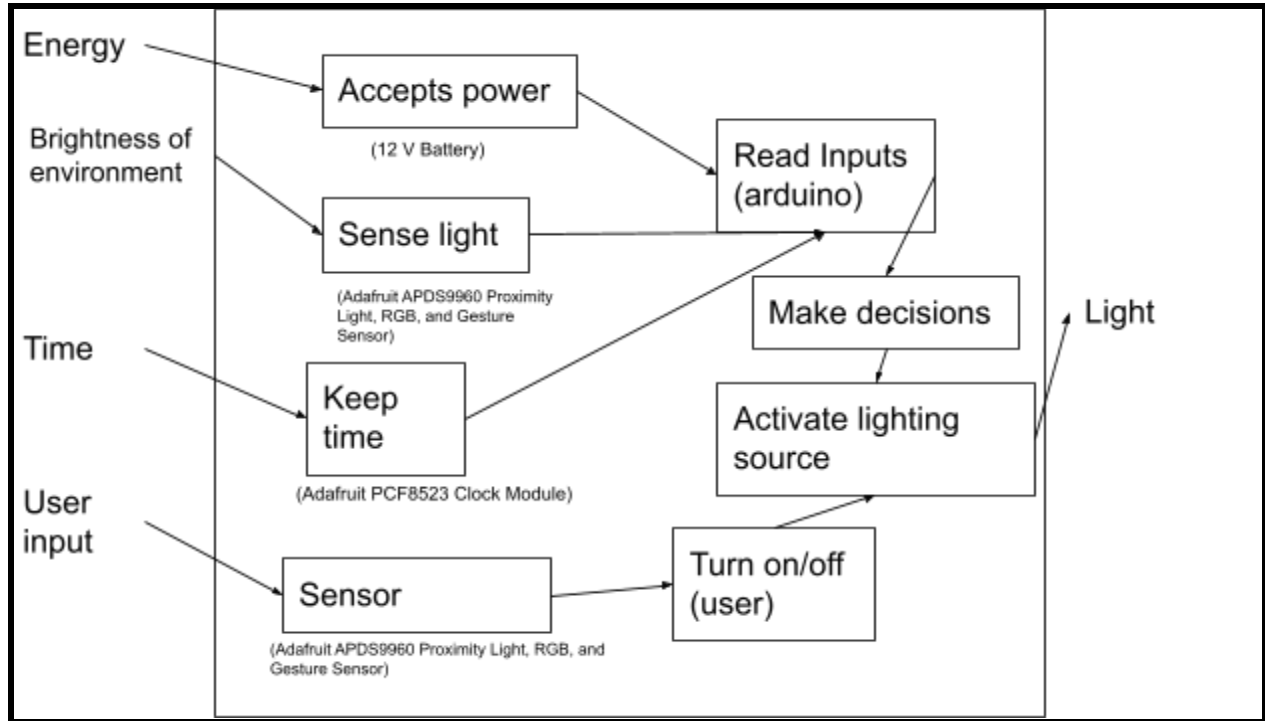 Energy
Accepts power
(12 V Battery)
Brightness of
environment
Read Inputs
(arduino)
Sense light
(Adafruit APDS9960 Proximity
Light, RGB, and Gesture
Sensor)
Make decisions
Light
Time
Keep
time
(Adafruit PCF8523 Clock Module)
Activate lighting
source
User
input
Sensor
(Adafruit APDS9960 Proximity Light, RGB, and
Gesture Sensor)
Turn on/off
(user)